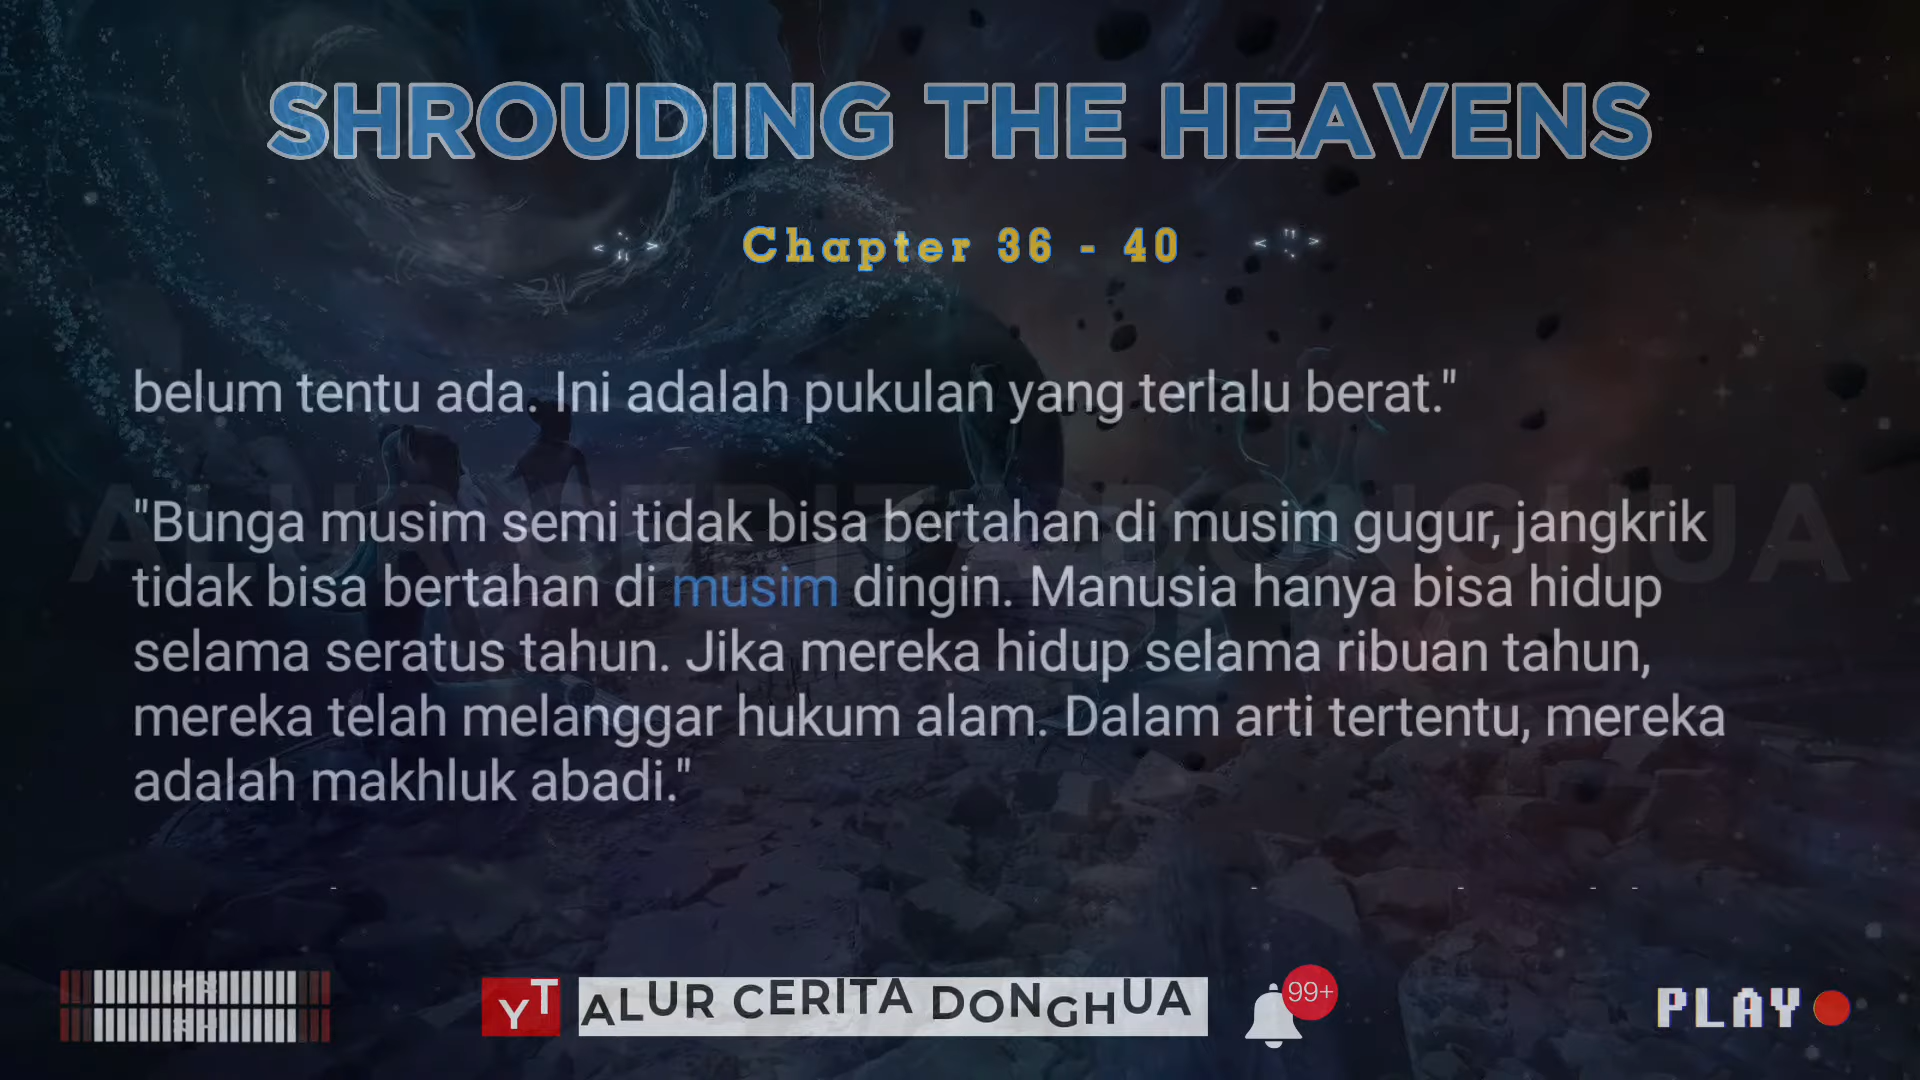 SHROUDING THE HEAVENS
Chapter 36 - 40
belum tentu ada. Ini adalah pukulan yang terlalu berat."
"Bunga musim semi tidak bisa bertahan di musim gugur, jangkrik
tidak bisa bertahan di musim dingin. Manusia hanya bisa hidup
selama seratus tahun. Jika mereka hidup selama ribuan tahun,
mereka telah melanggar hukum alam. Dalam arti tertentu, mereka
adalah makhluk abadi."
ALUR CERITA DONGHUA
YT ALUR CERITA DONGHUA 99+ PLAY